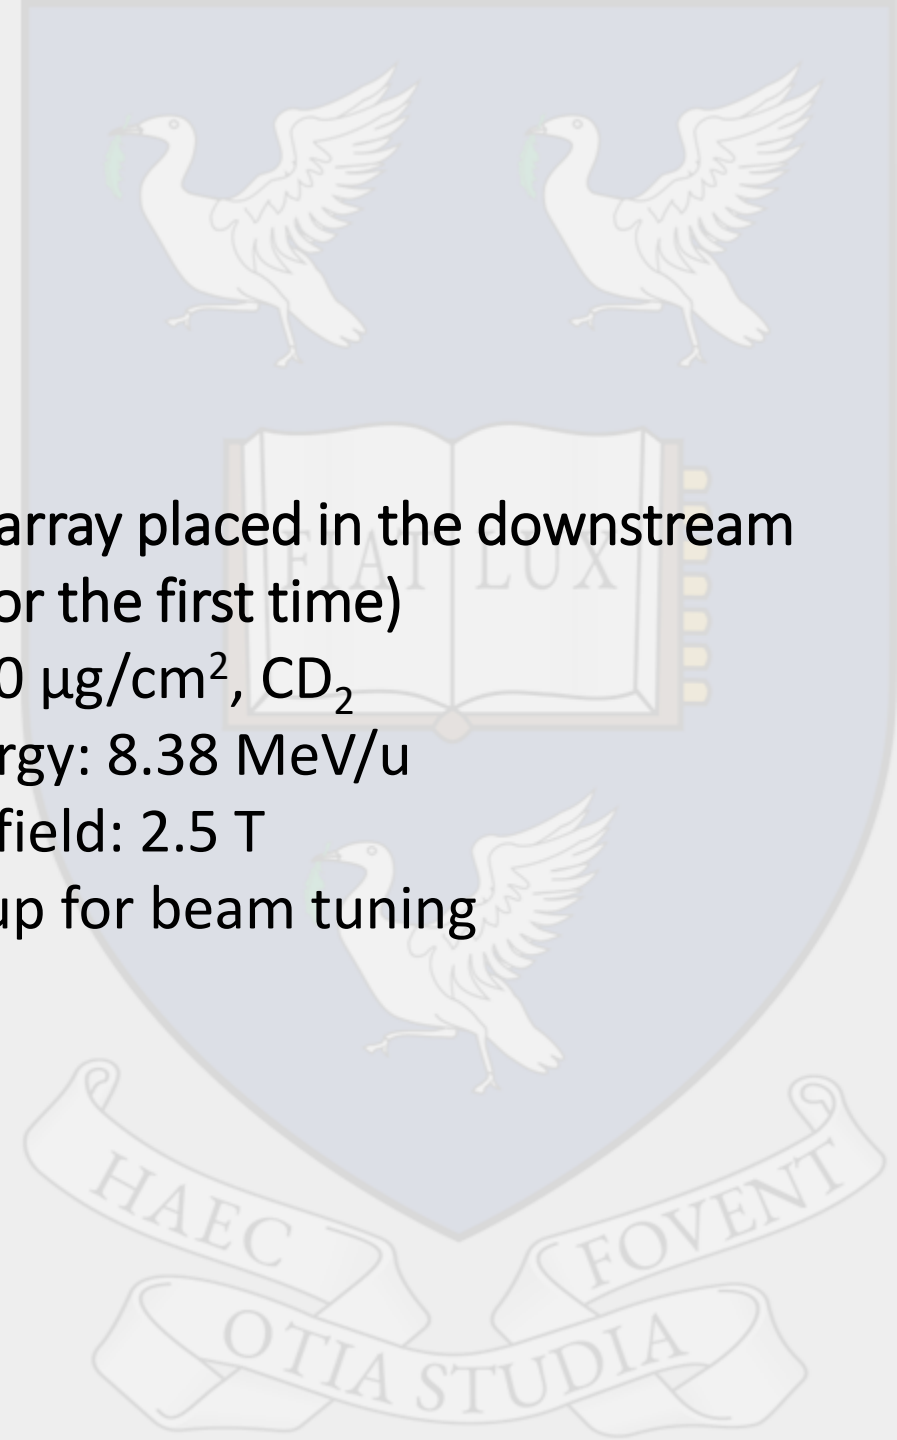 array placed in the downstream
or the first time)
0 µg/cm², CD₂
rgy: 8.38 MeV/u
field: 2.5 T
up for beam tuning
FIAT LUX
HAEC OTIA STUDIA FOVENT